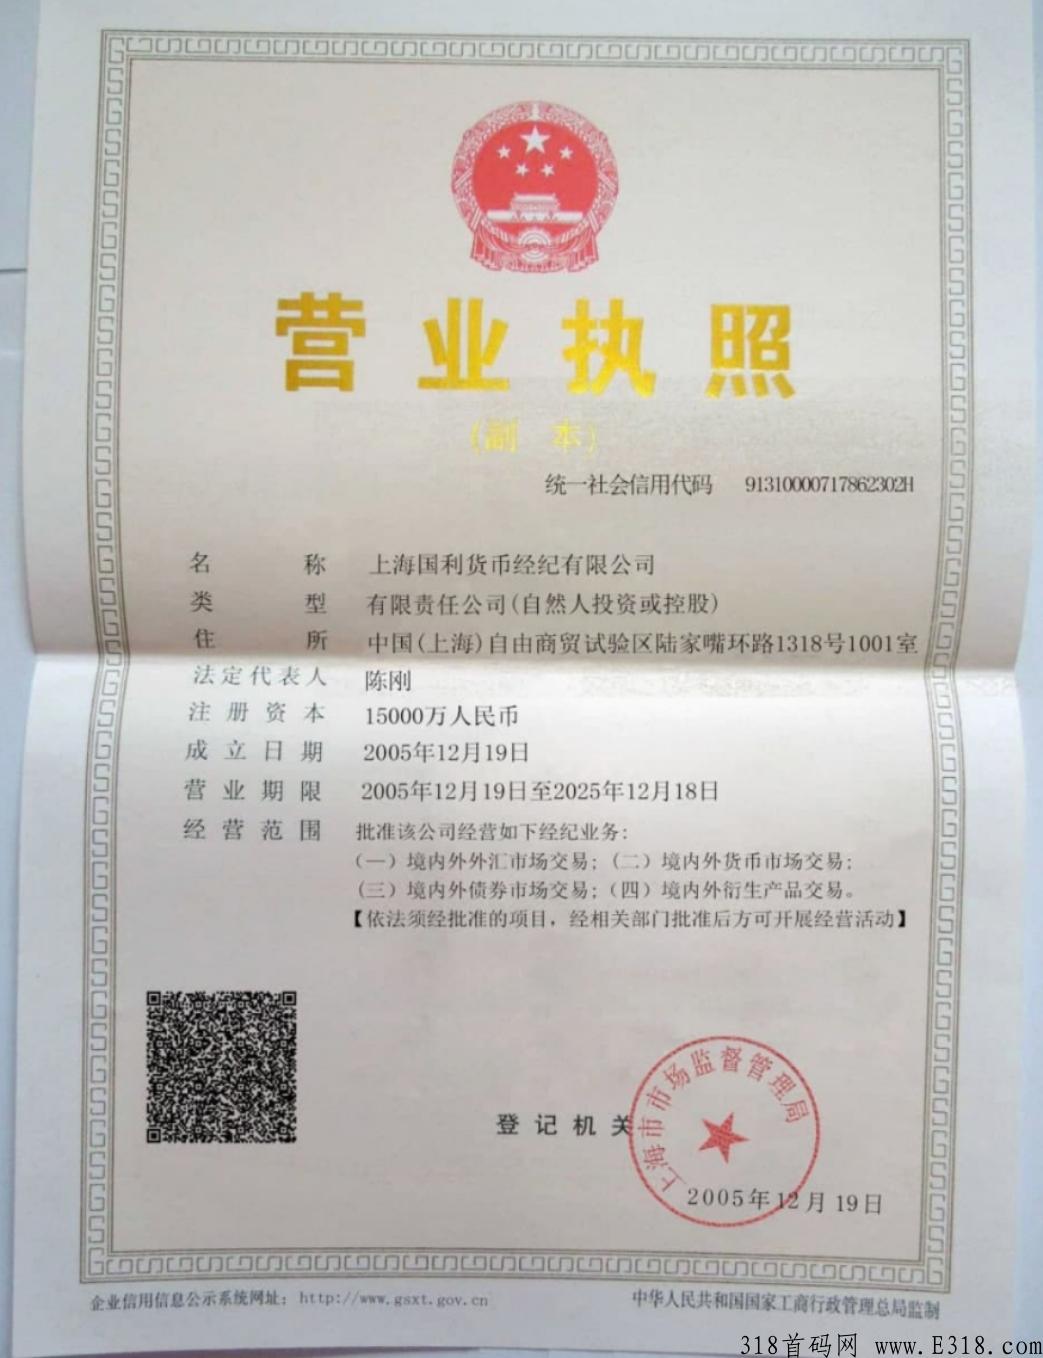 营业执照
(副本)
统一社会信用代码 91310000717862302H
名称 上海国利货币经纪有限公司
类型 有限责任公司(自然人投资或控股)
住所 中国(上海)自由商贸试验区陆家嘴环路1318号1001室
法定代表人 陈刚
注册资本 15000万人民币
成立日期 2005年12月19日
营业期限 2005年12月19日至2025年12月18日
经营范围 批准该公司经营如下经纪业务:
(一)境内外外汇市场交易;(二)境内外货币市场交易;
(三)境内外债券市场交易;(四)境内外衍生产品交易。
【依法须经批准的项目，经相关部门批准后方可开展经营活动】
登记机关
上海市市场监督管理局
2005年12月19日
企业信用信息公示系统网址: http://www.gsxt.gov.cn
中华人民共和国国家工商行政管理总局监制
318首码网 www.E318.com